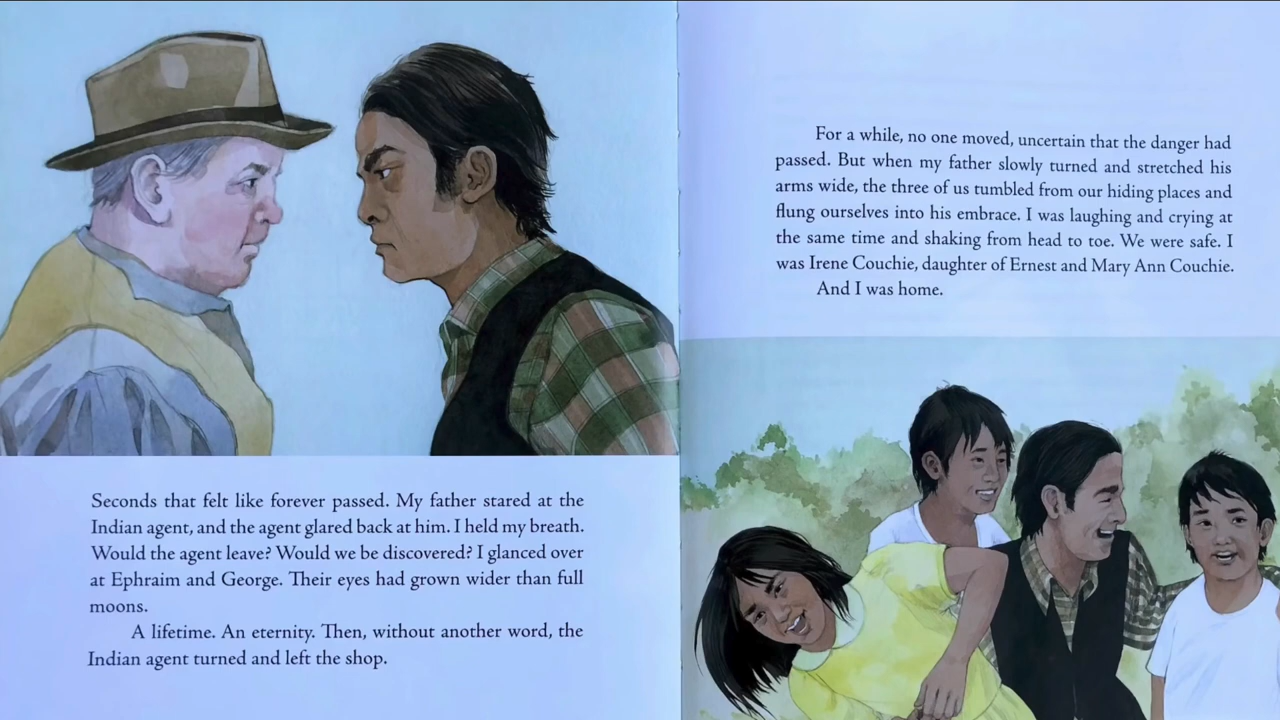 Seconds that felt like forever passed. My father stared at the
Indian agent, and the agent glared back at him. I held my breath.
Would the agent leave? Would we be discovered? I glanced over
at Ephraim and George. Their eyes had grown wider than full
moons.
A lifetime. An eternity. Then, without another word, the
Indian agent turned and left the shop.
For a while, no one moved, uncertain that the danger had
passed. But when my father slowly turned and stretched his
arms wide, the three of us tumbled from our hiding places and
flung ourselves into his embrace. I was laughing and crying at
the same time and shaking from head to toe. We were safe. I
was Irene Couchie, daughter of Ernest and Mary Ann Couchie.
And I was home.